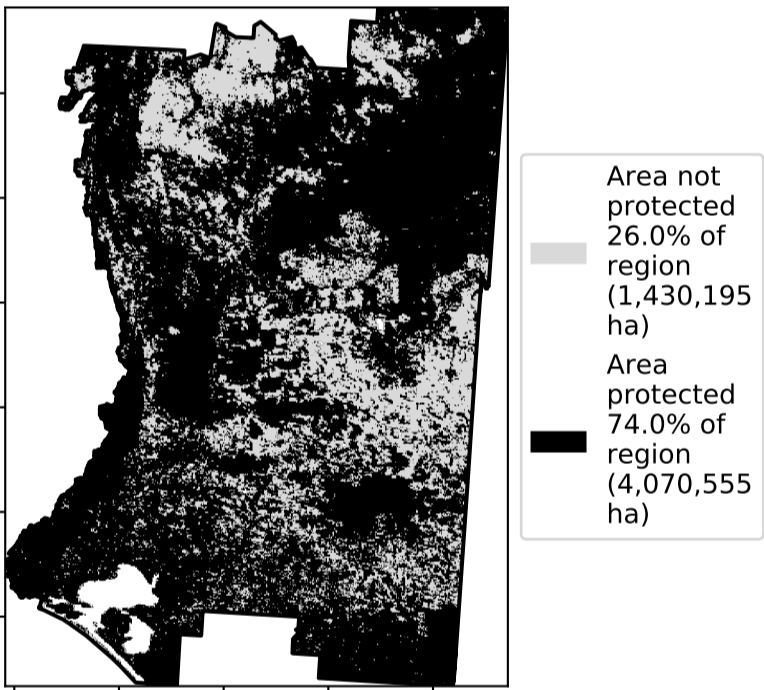 Area not
protected
26.0% of
region
(1,430,195
ha)
Area
protected
74.0% of
region
(4,070,555
ha)